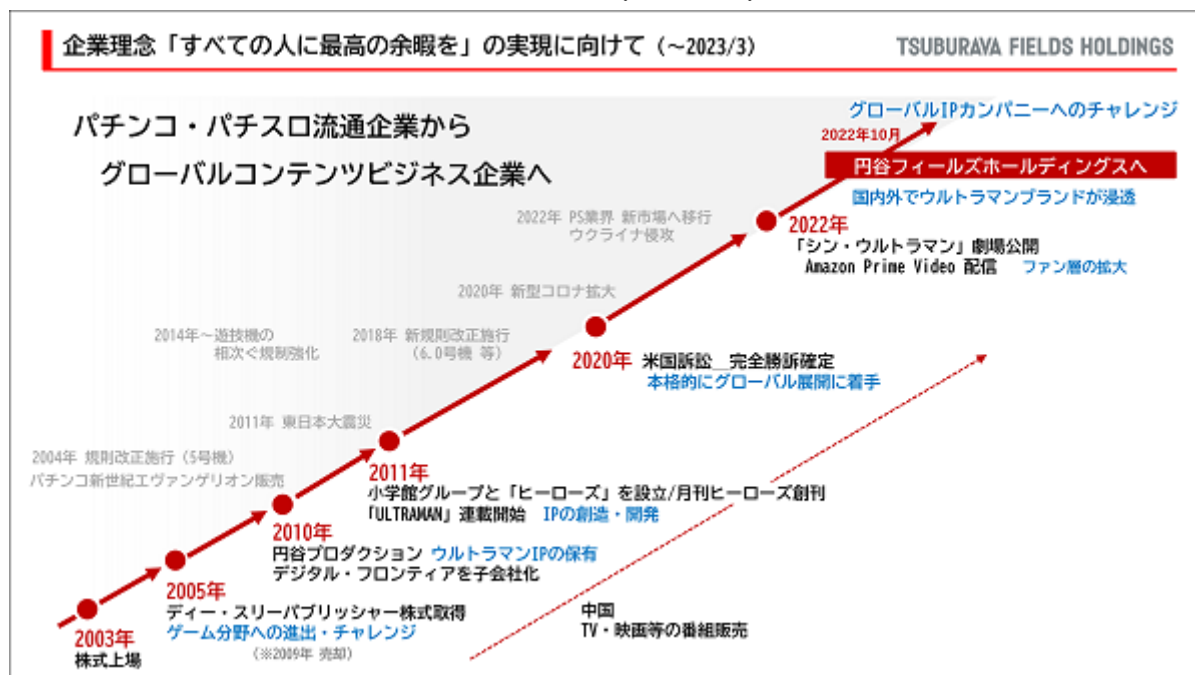 企業理念「すべての人に最高の余暇を」の実現に向けて（～2023/3）
TSUBURAYA FIELDS HOLDINGS
パチンコ・パチスロ流通企業から
グローバルコンテンツビジネス企業へ
グローバルIPカンパニーへのチャレンジ
2022年10月
円谷フィールズホールディングスへ
国内外でウルトラマンブランドが浸透
2022年 PS業界 新市場へ移行
ウクライナ侵攻
2022年
「シン・ウルトラマン」劇場公開
Amazon Prime Video 配信 ファン層の拡大
2020年 新型コロナ拡大
2014年～遊技機の
相次ぐ規制強化
2018年 新規則改正施行
（6.0号機 等）
2020年 米国訴訟＿完全勝訴確定
本格的にグローバル展開に着手
2011年 東日本大震災
2004年 規則改正施行（5号機）
パチンコ新世紀エヴァンゲリオン販売
2011年
小学館グループと「ヒーローズ」を設立/月刊ヒーローズ創刊
「ULTRAMAN」連載開始 IPの創造・開発
2010年
円谷プロダクション ウルトラマンIPの保有
デジタル・フロンティアを子会社化
2005年
ディー・スリーパブリッシャー株式取得
ゲーム分野への進出・チャレンジ
（※2009年 売却）
中国
TV・映画等の番組販売
2003年
株式上場